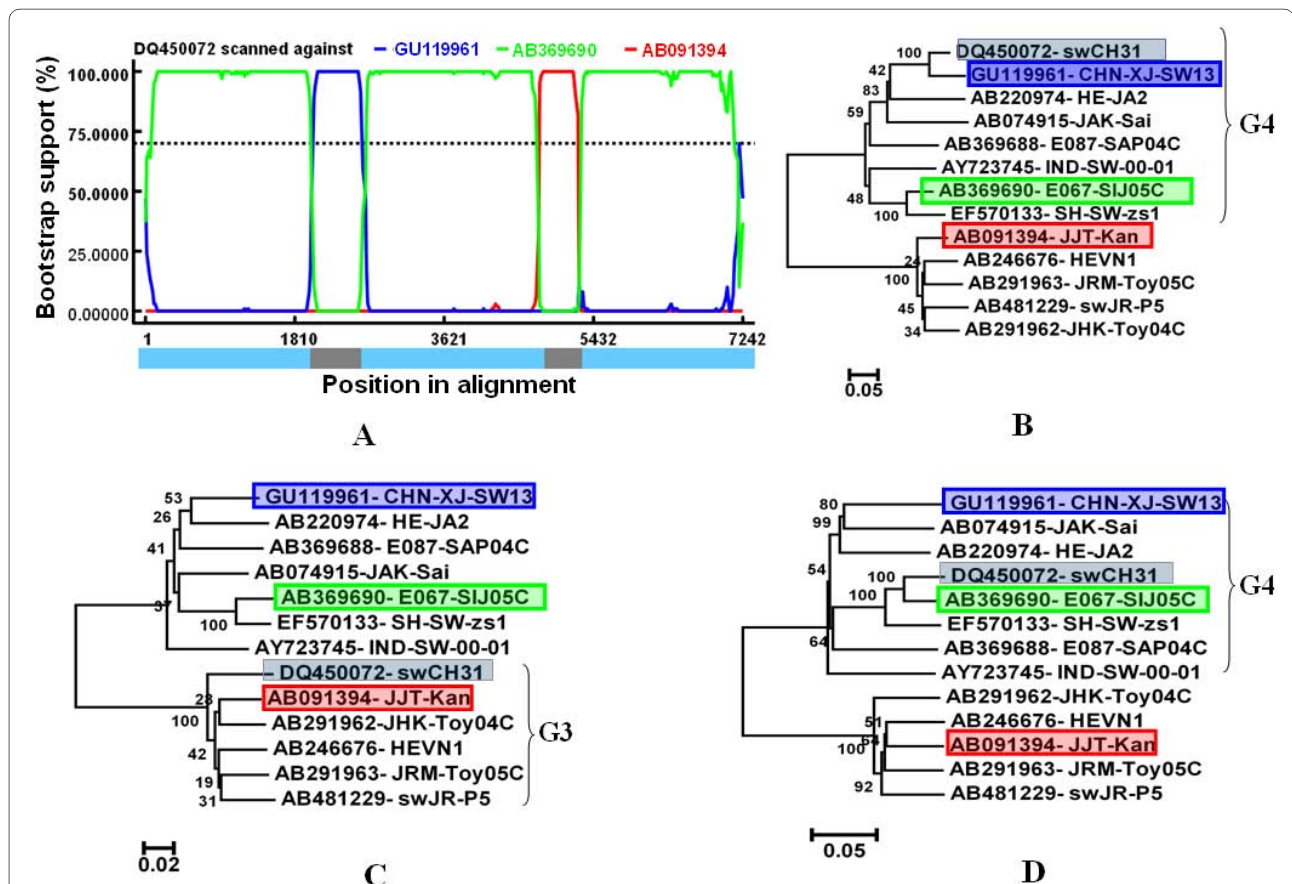 DQ450072 scanned against GU119961 AB369690 AB091394
Bootstrap support (%)
100.0000
75.0000
50.0000
25.0000
0.00000
1 1810 3621 5432 7242
Position in alignment
A
DQ450072- swCH31
GU119961- CHN-XJ-SW13
AB220974- HE-JA2
AB074915-JAK-Sai
AB369688- E087-SAP04C
AY723745- IND-SW-00-01
AB369690- E067-SIJ05C
EF570133- SH-SW-zs1
AB091394- JJT-Kan
AB246676- HEVN1
AB291963- JRM-Toy05C
AB481229- swJR-P5
AB291962-JHK-Toy04C
100
42
83
59
48
100
24
100
45
34
G4
0.05
B
GU119961- CHN-XJ-SW13
AB220974- HE-JA2
AB369688- E087-SAP04C
AB074915-JAK-Sai
AB369690- E067-SIJ05C
EF570133- SH-SW-zs1
AY723745- IND-SW-00-01
DQ450072- swCH31
AB091394- JJT-Kan
AB291962-JHK-Toy04C
AB246676- HEVN1
AB291963- JRM-Toy05C
AB481229- swJR-P5
53
26
41
37
100
28
100
42
19
31
G3
0.02
C
GU119961- CHN-XJ-SW13
AB074915-JAK-Sai
AB220974- HE-JA2
DQ450072- swCH31
AB369690- E067-SIJ05C
EF570133- SH-SW-zs1
AB369688- E087-SAP04C
AY723745- IND-SW-00-01
AB291962-JHK-Toy04C
AB246676- HEVN1
AB091394- JJT-Kan
AB291963- JRM-Toy05C
AB481229- swJR-P5
80
99
54
100
100
64
51
64
100
92
G4
0.05
D